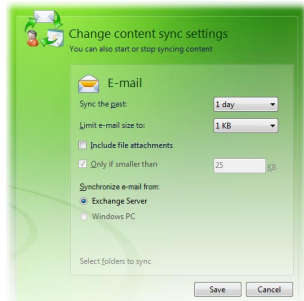 Change content sync settings
You can also start or stop syncing content
E-mail
Sync the past: 1 day
Limit e-mail size to: 1 KB
Include file attachments
Only if smaller than 25 KB
Synchronize e-mail from:
Exchange Server
Windows PC
Select folders to sync
Save Cancel